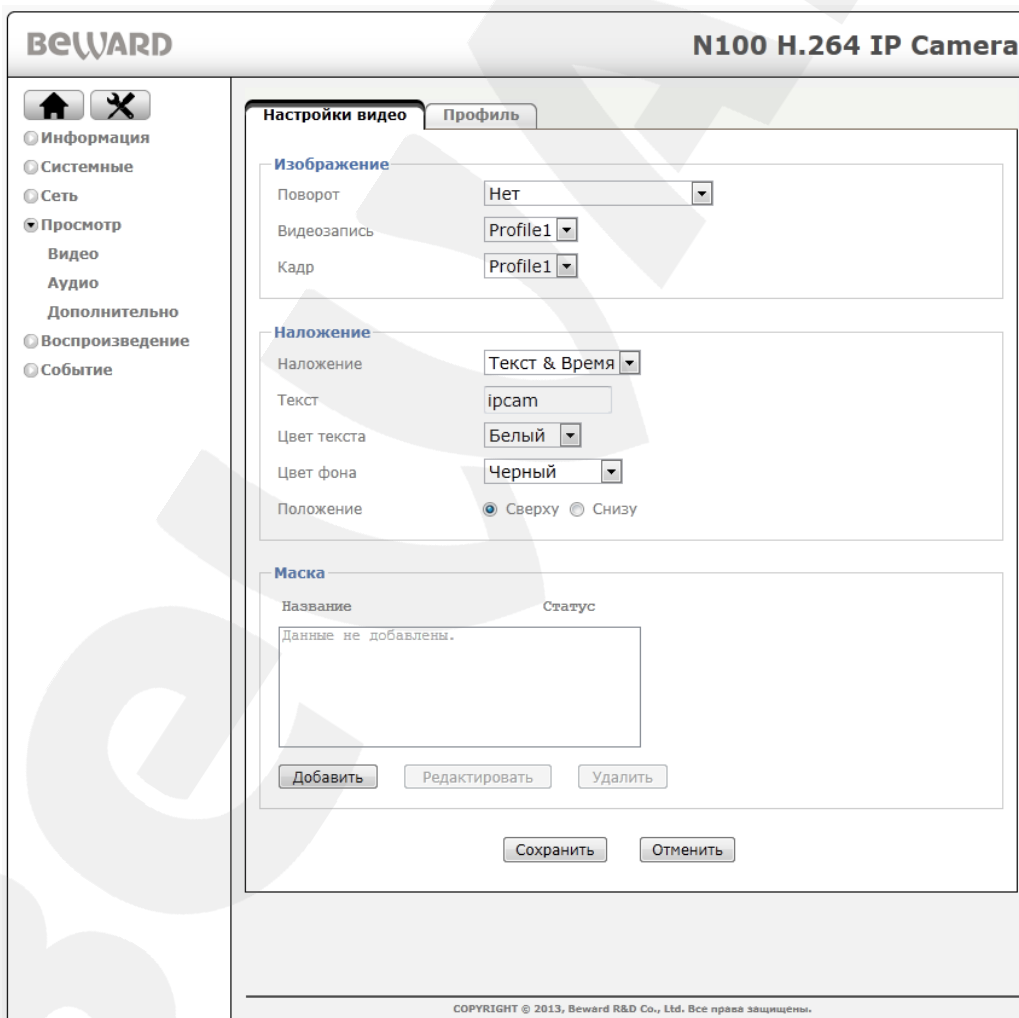 BEWARD
N100 H.264 IP Camera
Информация
Системные
Сеть
Просмотр
Видео
Аудио
Дополнительно
Воспроизведение
Событие
Настройки видео Профиль
Изображение
Поворот Нет
Видеозапись Profile1
Кадр Profile1
Наложение
Наложение Текст & Время
Текст ipcam
Цвет текста Белый
Цвет фона Черный
Положение Сверху Снизу
Маска
Название Статус
Данные не добавлены.
Добавить Редактировать Удалить
Сохранить Отменить
COPYRIGHT © 2013, Beward R&D Co., Ltd. Все права защищены.